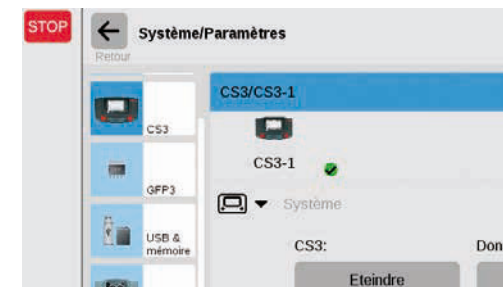 STOP
Système/Paramètres
Retour
CS3/CS3-1
CS3
CS3-1
GFP3
Système
USB &
mémoire
CS3:
Don
Eteindre